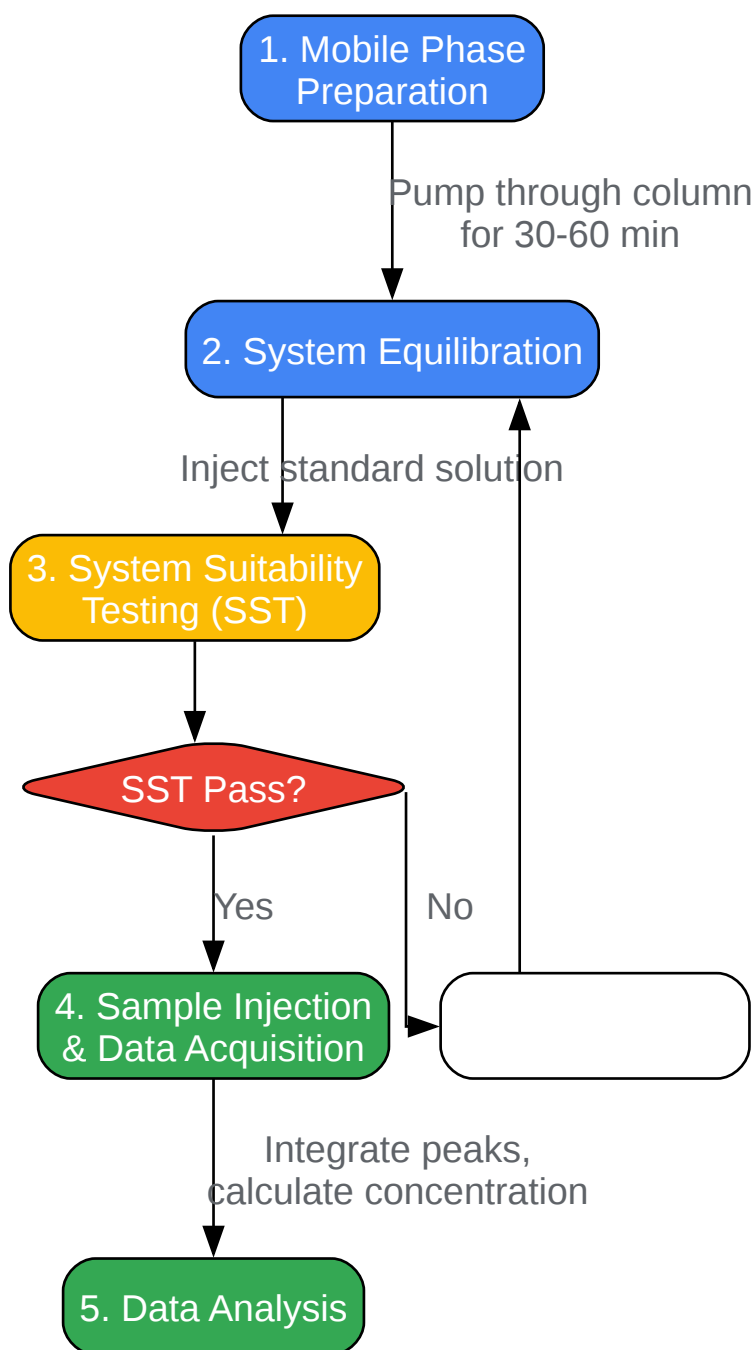 1. Mobile Phase
Preparation
Pump through column
for 30-60 min
2. System Equilibration
Inject standard solution
3. System Suitability
Testing (SST)
SST Pass?
Yes
No
4. Sample Injection
& Data Acquisition
Integrate peaks,
calculate concentration
5. Data Analysis